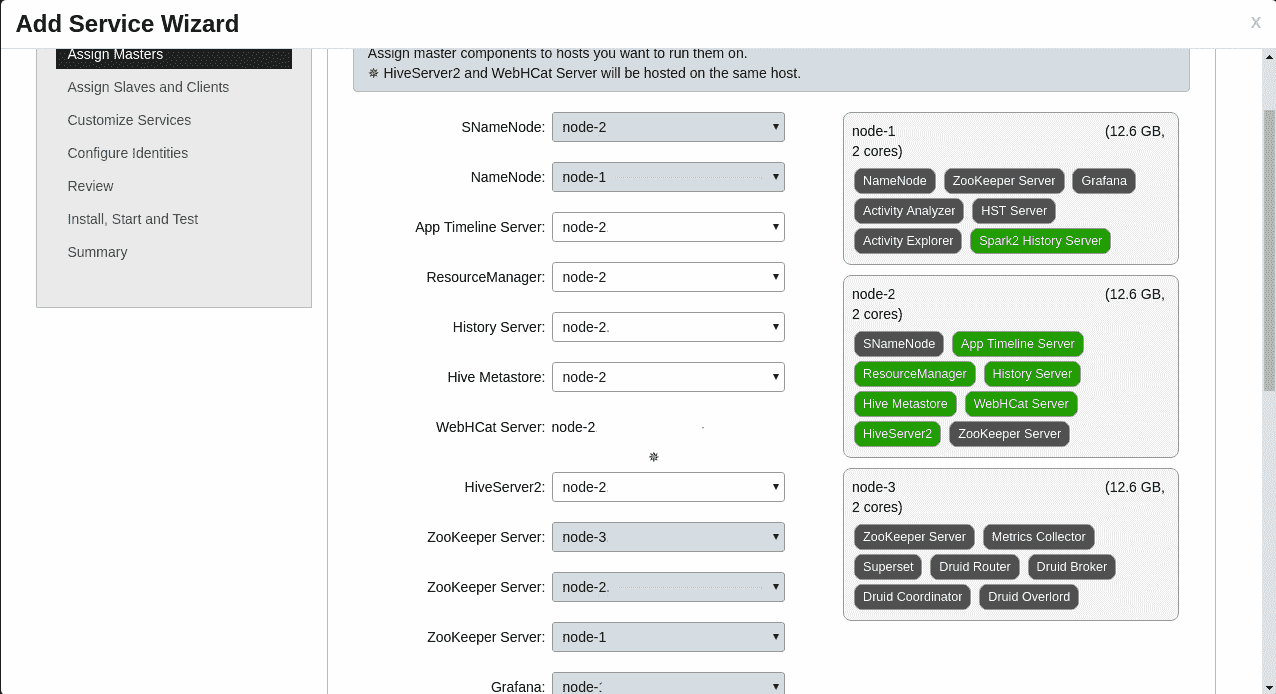 Add Service Wizard
X
Assign Masters
Assign Slaves and Clients
Customize Services
Configure Identities
Review
Install, Start and Test
Summary
Assign master components to hosts you want to run them on.
✵ HiveServer2 and WebHCat Server will be hosted on the same host.
SNameNode: node-2
NameNode: node-1
App Timeline Server: node-2
ResourceManager: node-2
History Server: node-2
Hive Metastore: node-2
WebHCat Server: node-2
✵
HiveServer2: node-2
ZooKeeper Server: node-3
ZooKeeper Server: node-2
ZooKeeper Server: node-1
Grafana:
node-1 (12.6 GB,
2 cores)
NameNode ZooKeeper Server Grafana
Activity Analyzer HST Server
Activity Explorer Spark2 History Server
node-2 (12.6 GB,
2 cores)
SNameNode App Timeline Server
ResourceManager History Server
Hive Metastore WebHCat Server
HiveServer2 ZooKeeper Server
node-3 (12.6 GB,
2 cores)
ZooKeeper Server Metrics Collector
Superset Druid Router Druid Broker
Druid Coordinator Druid Overlord